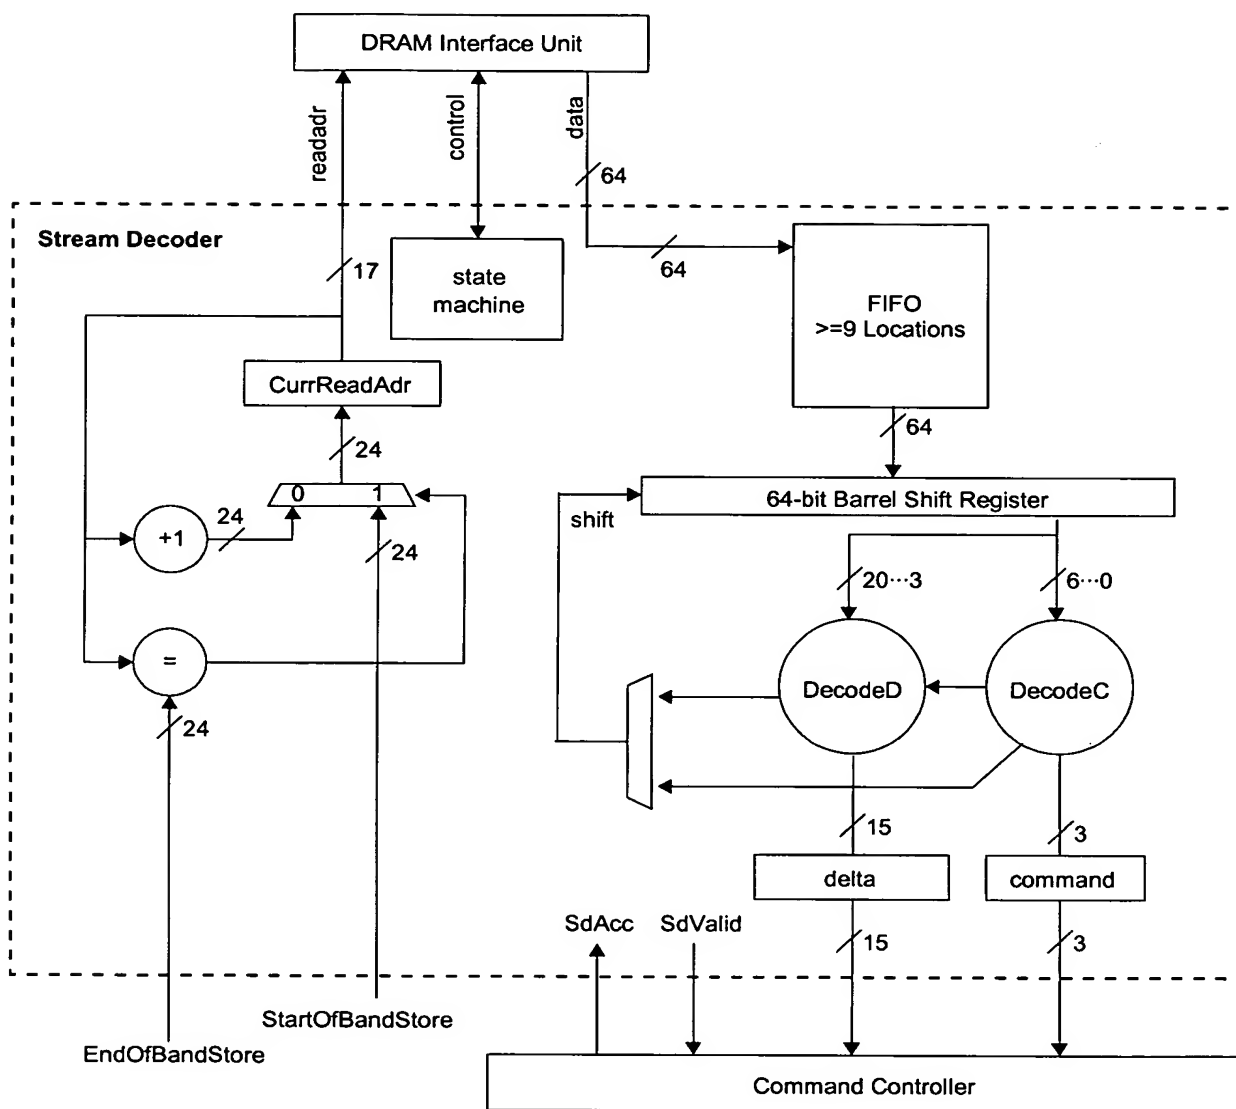 DRAM Interface Unit
readadr
control
data
64
Stream Decoder
17
state
machine
64
FIFO
>=9 Locations
CurrReadAdr
64
24
0 1
64-bit Barrel Shift Register
shift
+1
24
24
20···3
6···0
=
DecodeD
DecodeC
24
15
3
delta
command
SdAcc
SdValid
15
3
StartOfBandStore
EndOfBandStore
Command Controller